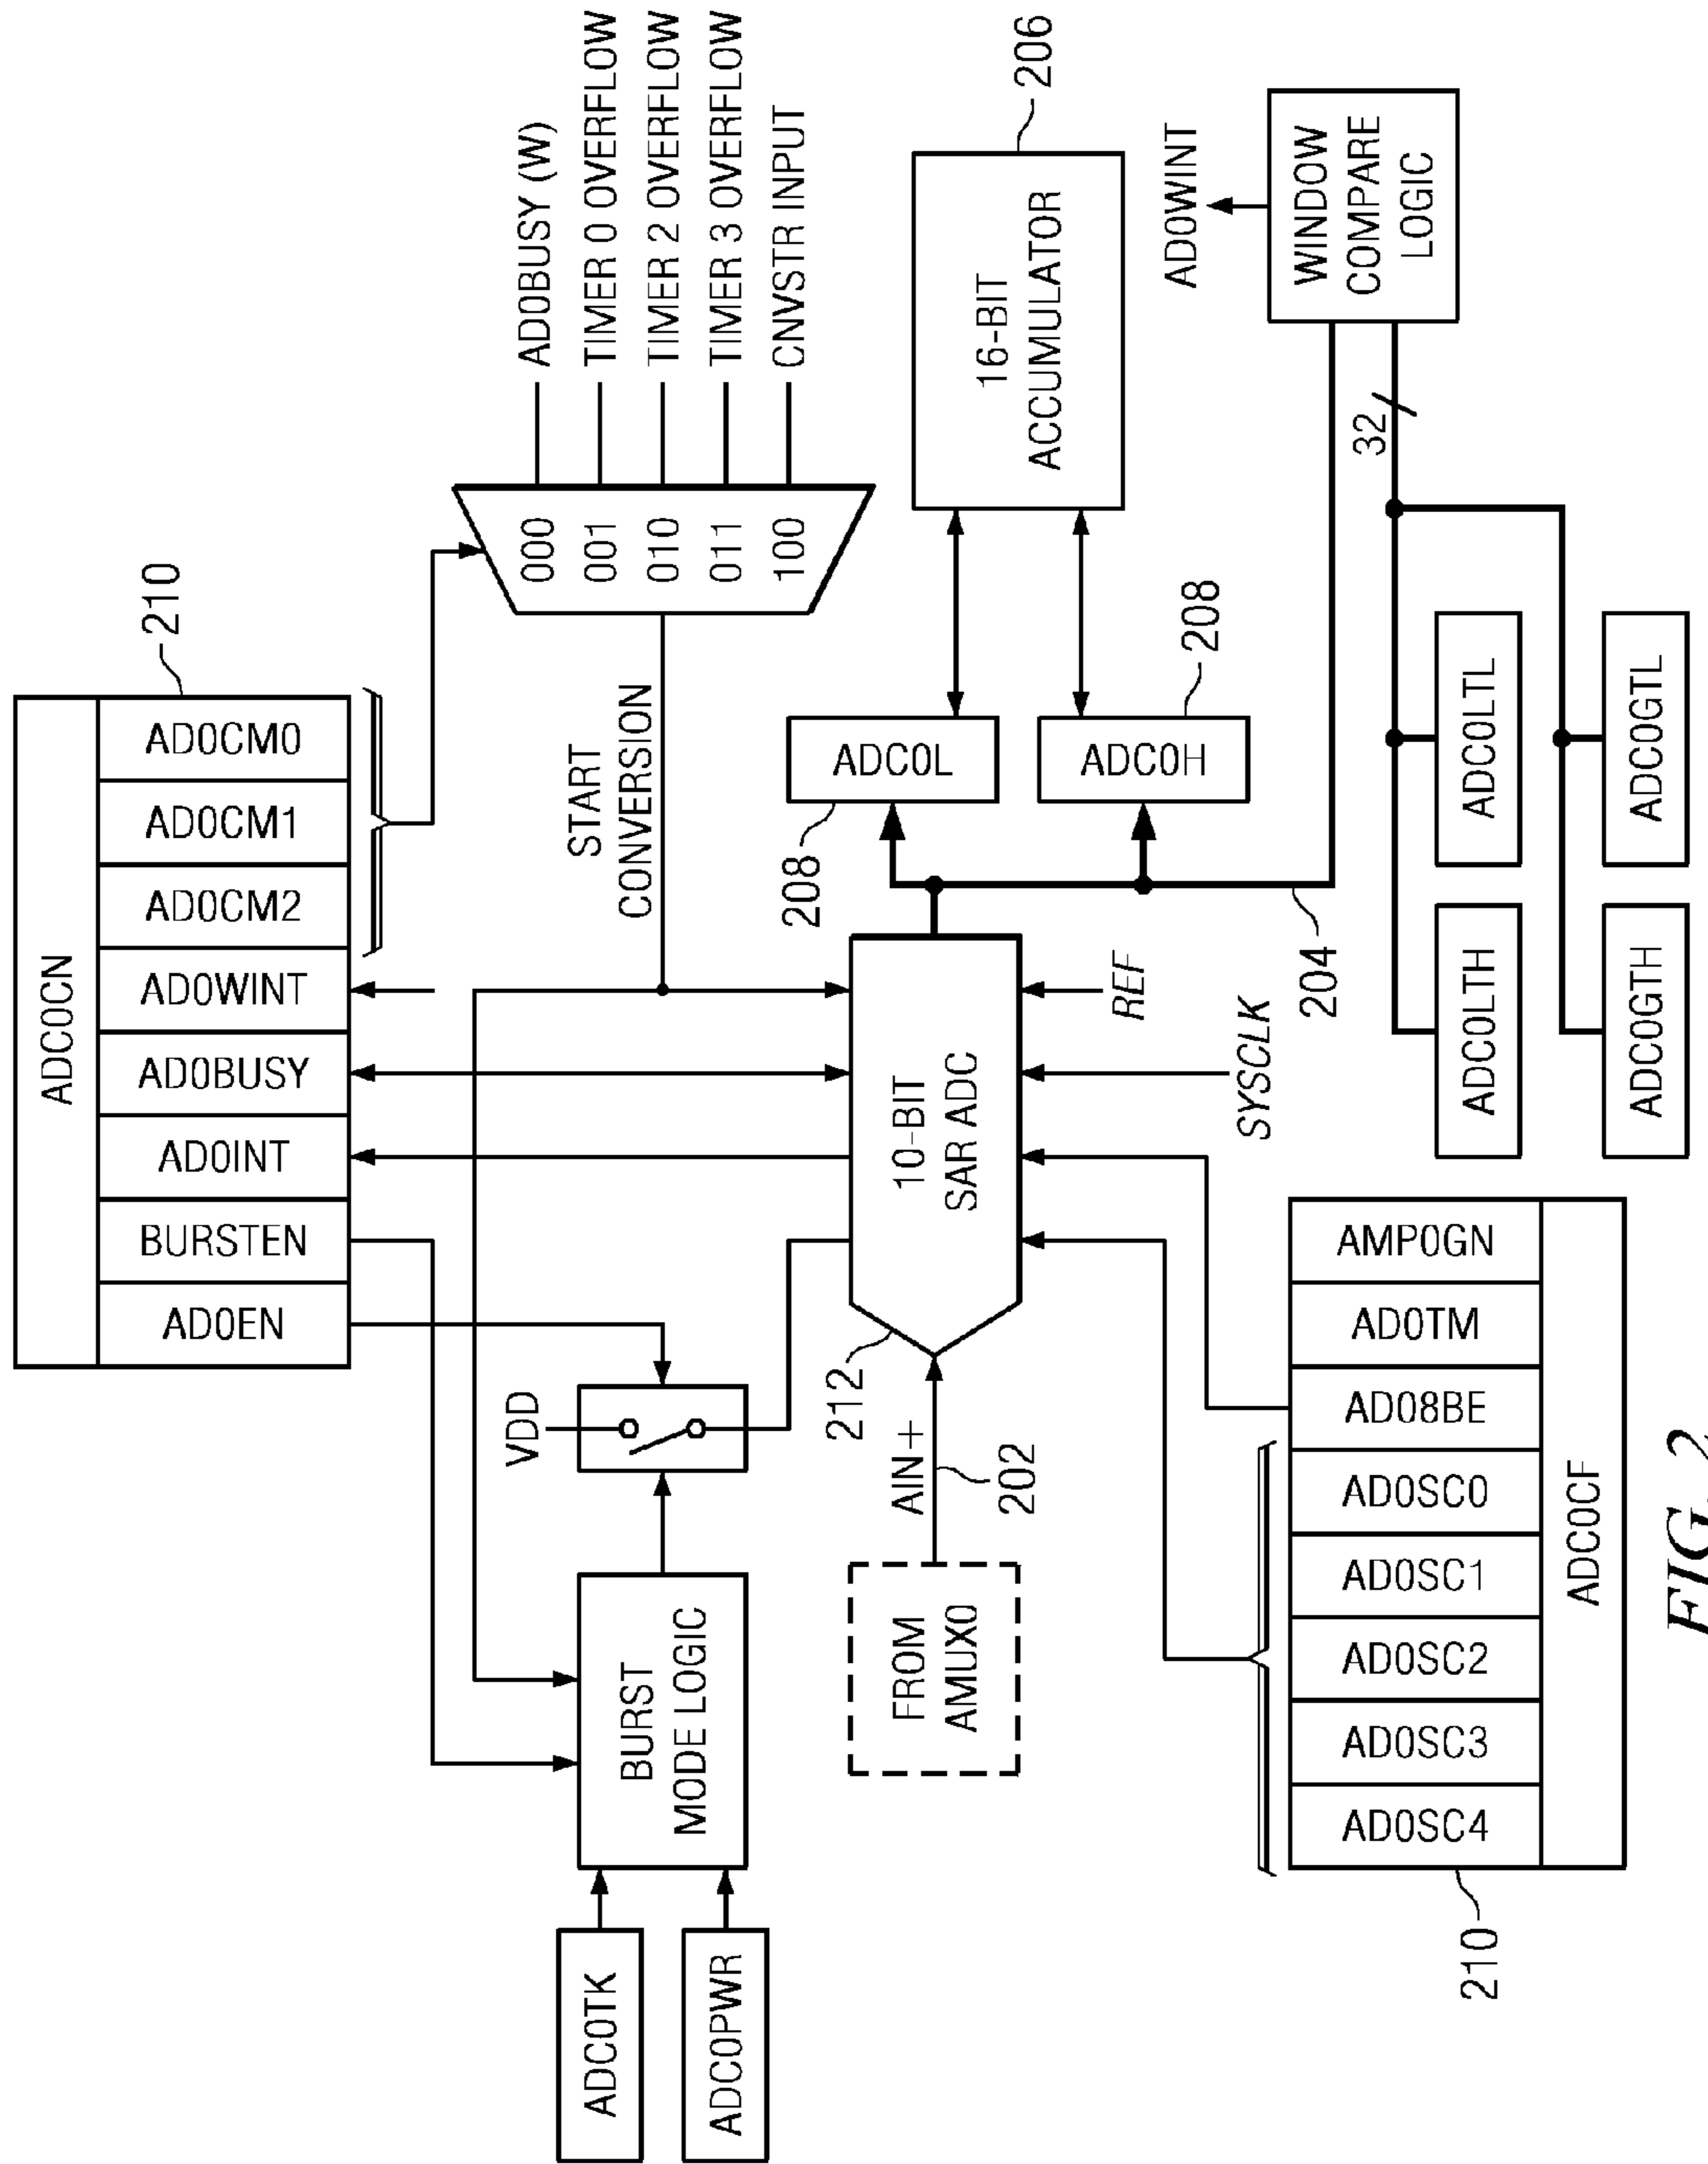 ADC0CN
AD0EN
BURSTEN
AD0INT
AD0BUSY
AD0WINT
AD0CM2
AD0CM1
AD0CM0
210
VDD
START
CONVERSION
000
001
010
011
100
AD0BUSY (W)
TIMER 0 OVERFLOW
TIMER 2 OVERFLOW
TIMER 3 OVERFLOW
CNVSTR INPUT
ADC0TK
ADC0PWR
BURST
MODE LOGIC
FROM
AMUX0
AIN+
202
212
10-BIT
SAR ADC
REF
SYSCLK
208
ADC0L
ADC0H
208
204
16-BIT
ACCUMULATOR
206
AD0WINT
WINDOW
COMPARE
LOGIC
32
ADC0LTH
ADC0LTL
ADC0GTH
ADC0GTL
210
AD0SC4
AD0SC3
AD0SC2
AD0SC1
AD0SC0
AD08BE
AD0TM
AMP0GN
ADC0CF
FIG. 2